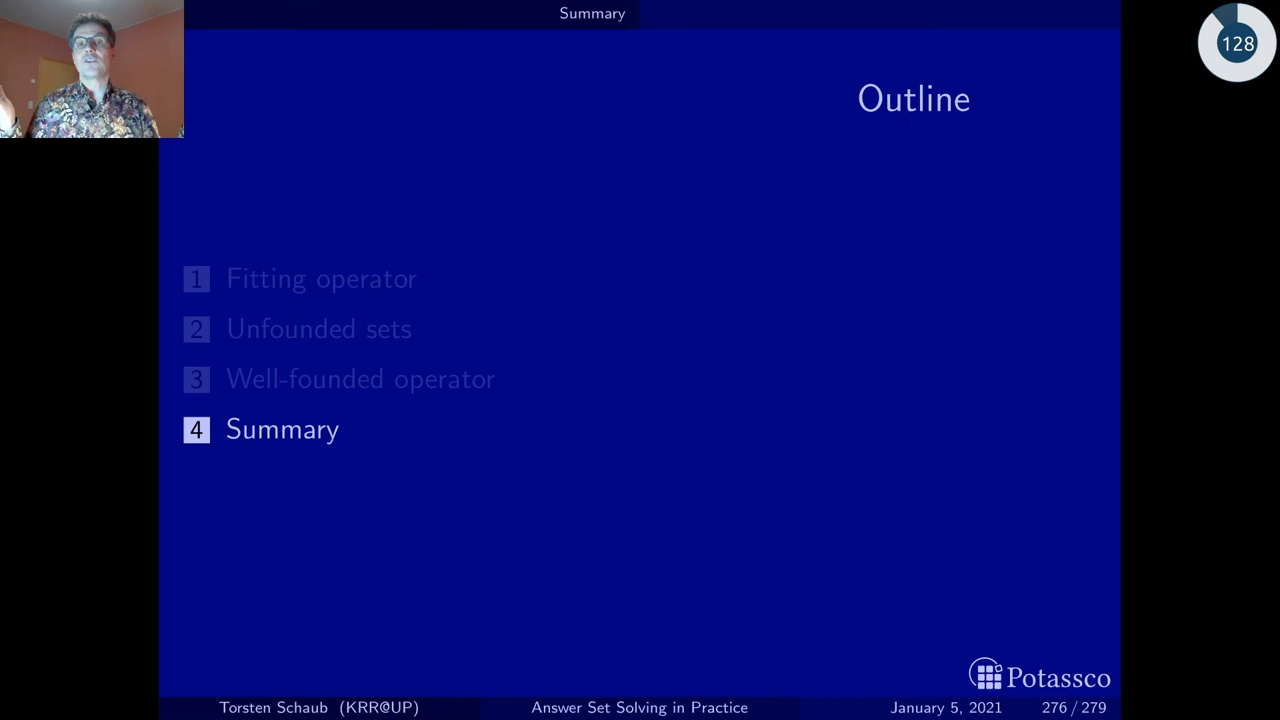 Summary
128
Outline
1 Fitting operator
2 Unfounded sets
3 Well-founded operator
4 Summary
Potassco
Torsten Schaub (KRR@UP) Answer Set Solving in Practice January 5, 2021 276 / 279